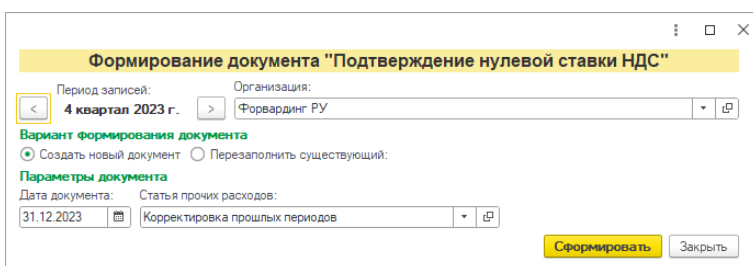 Формирование документа "Подтверждение нулевой ставки НДС"
Период записей: Организация:
< 4 квартал 2023 г. > Форвардинг РУ
Вариант формирования документа
Создать новый документ Перезаполнить существующий:
Параметры документа
Дата документа: Статья прочих расходов:
31.12.2023 Корректировка прошлых периодов
Сформировать Закрыть